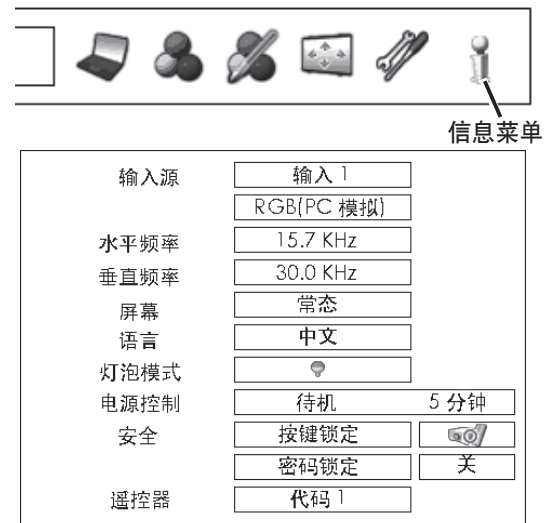 信息菜单
输入源 输入 1
RGB(PC 模拟)
水平频率 15.7 KHz
垂直频率 30.0 KHz
屏幕 常态
语言 中文
灯泡模式
电源控制 待机 5 分钟
安全 按键锁定
密码锁定 关
遥控器 代码 1